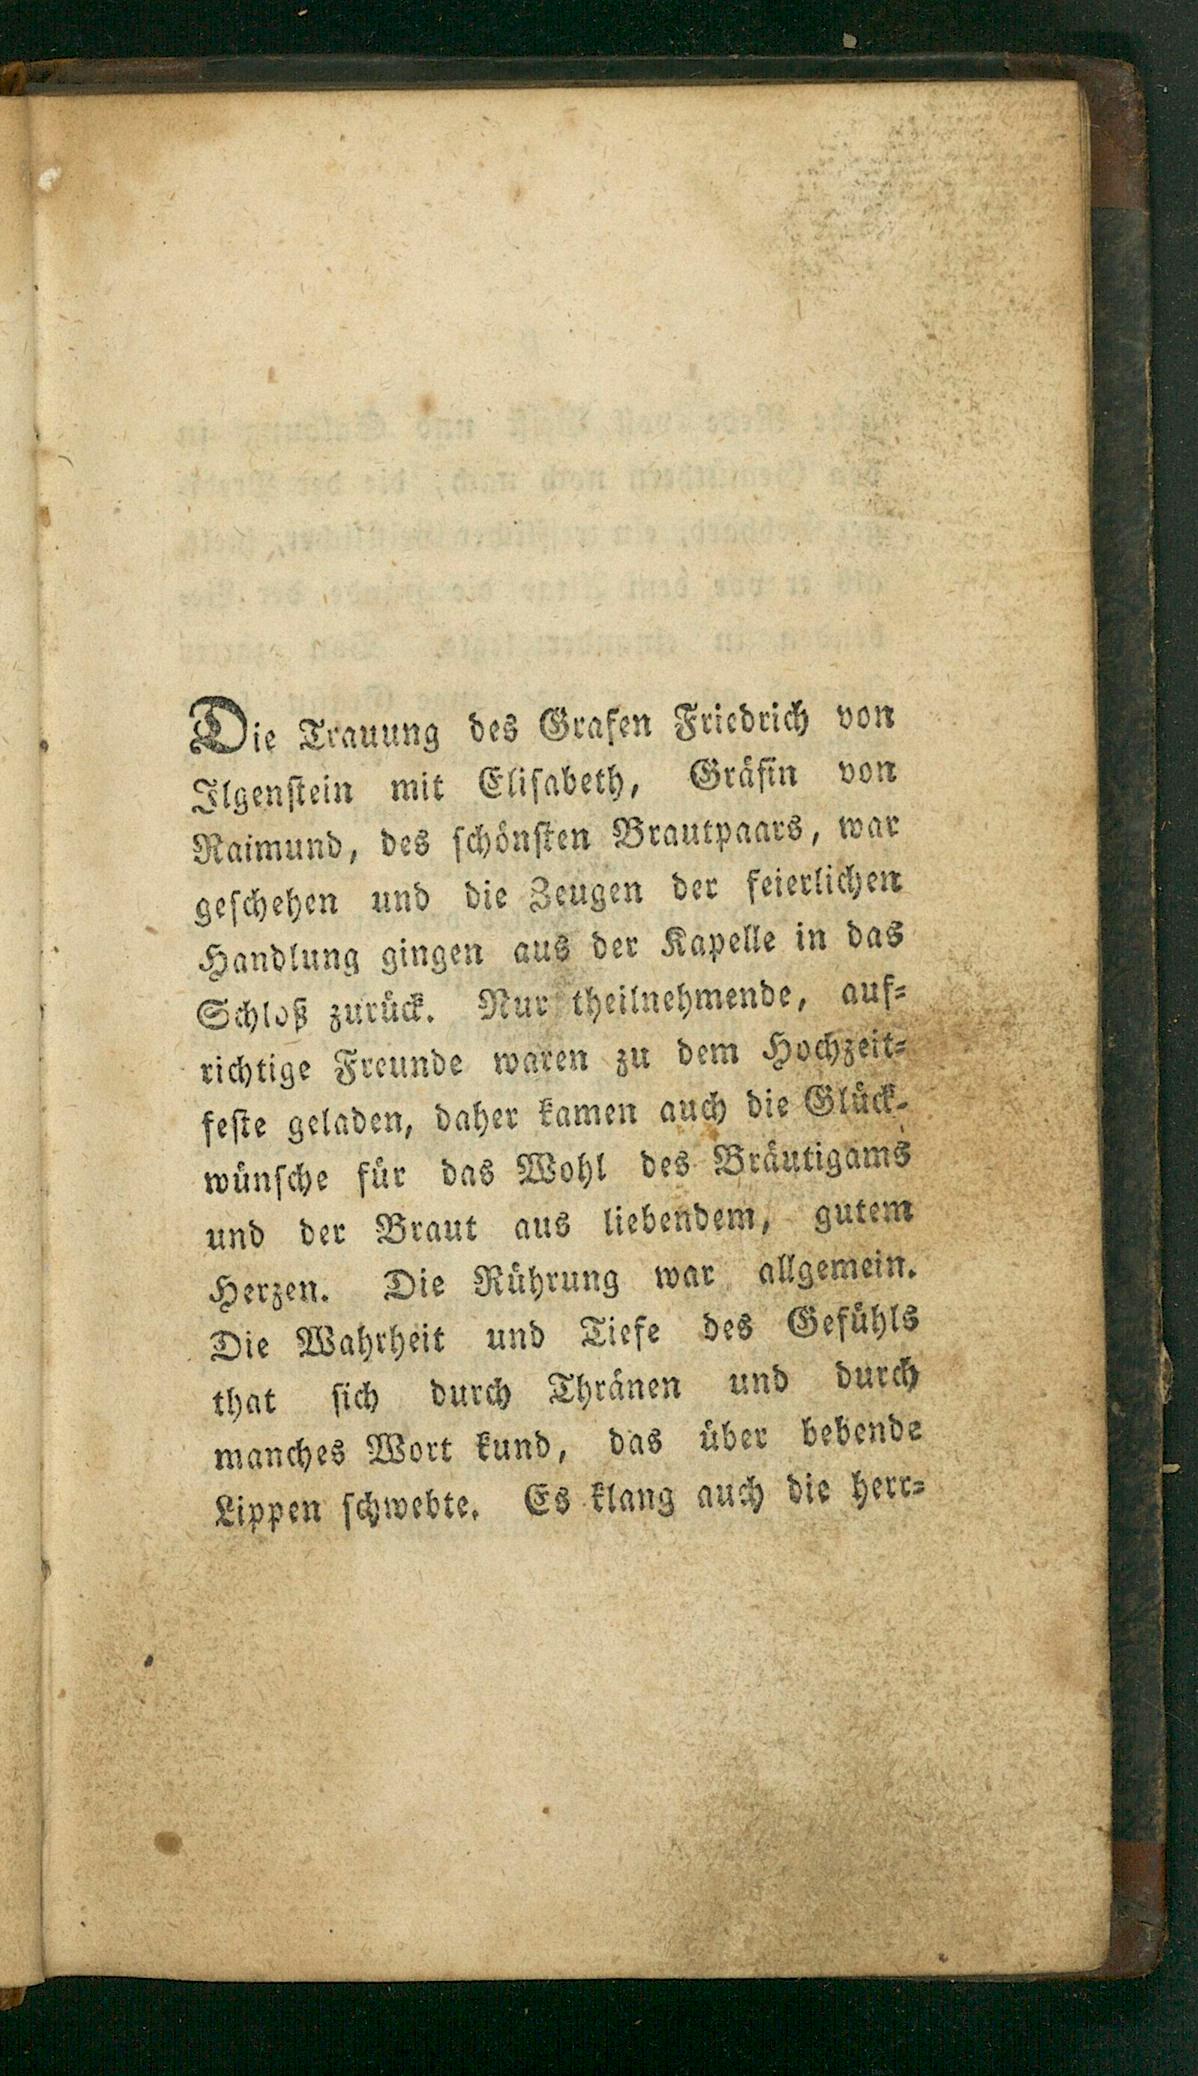 Die Trauung des Grafen Friedrich von
Ilgenſtein mit Eliſabeth, Gräfin von
Raimund, des ſchönſten Brautpaars, war
geſchehen und die Zeugen der feierlichen
Handlung gingen aus der Kapelle in das
Schloß zurück. Nur theilnehmende, auf-
richtige Freunde waren zu dem Hochzeit-
feſte geladen, daher kamen auch die Glück-
wünſche für das Wohl des Bräutigams
und der Braut aus liebendem, gutem
Herzen. Die Rührung war allgemein.
Die Wahrheit und Tiefe des Gefühls
that ſich durch Thränen und durch
manches Wort kund, das über bebende
Lippen ſchwebte. Es klang auch die herr-